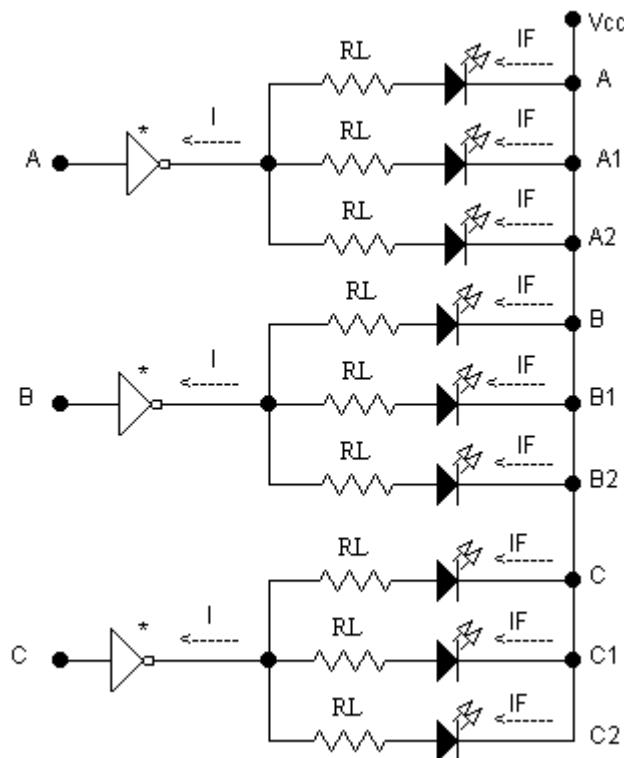 Vcc
RL
IF
<-----
A
*
I
<-----
A
RL
IF
<-----
A1
RL
IF
<-----
A2
RL
IF
<-----
B
*
I
<-----
B
RL
IF
<-----
B1
RL
IF
<-----
B2
RL
IF
<-----
C
*
I
<-----
C
RL
IF
<-----
C1
RL
IF
<-----
C2